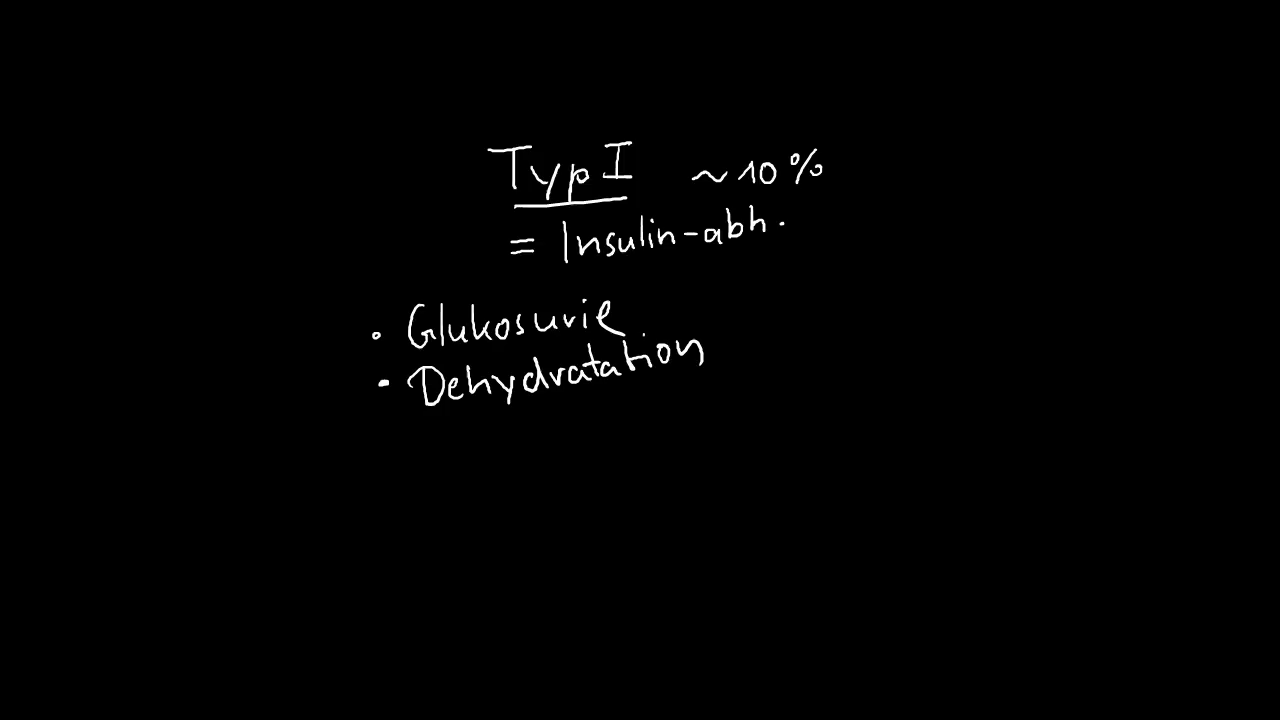 Typ I ~ 10 %
= Insulin-abh.
• Glukosurie
• Dehydratation